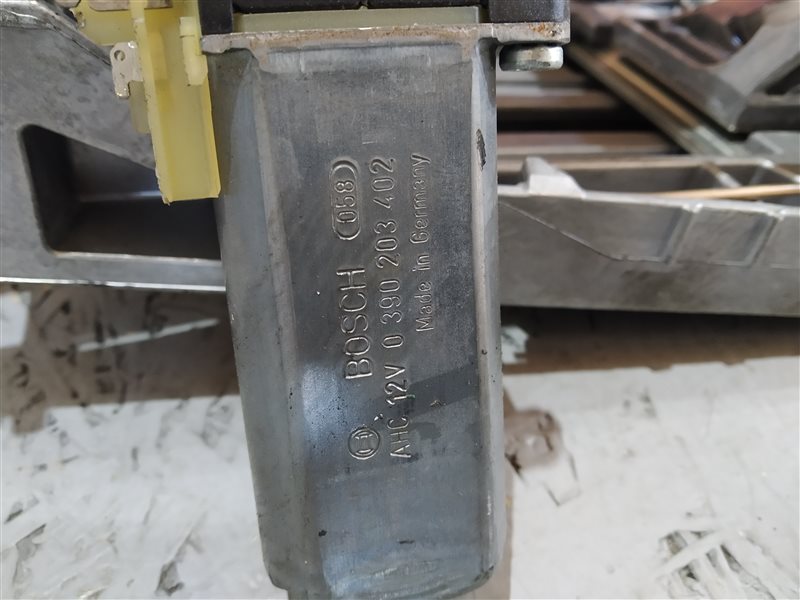 BOSCH 058
AHC 12V 0 390 203 402
Made in Germany